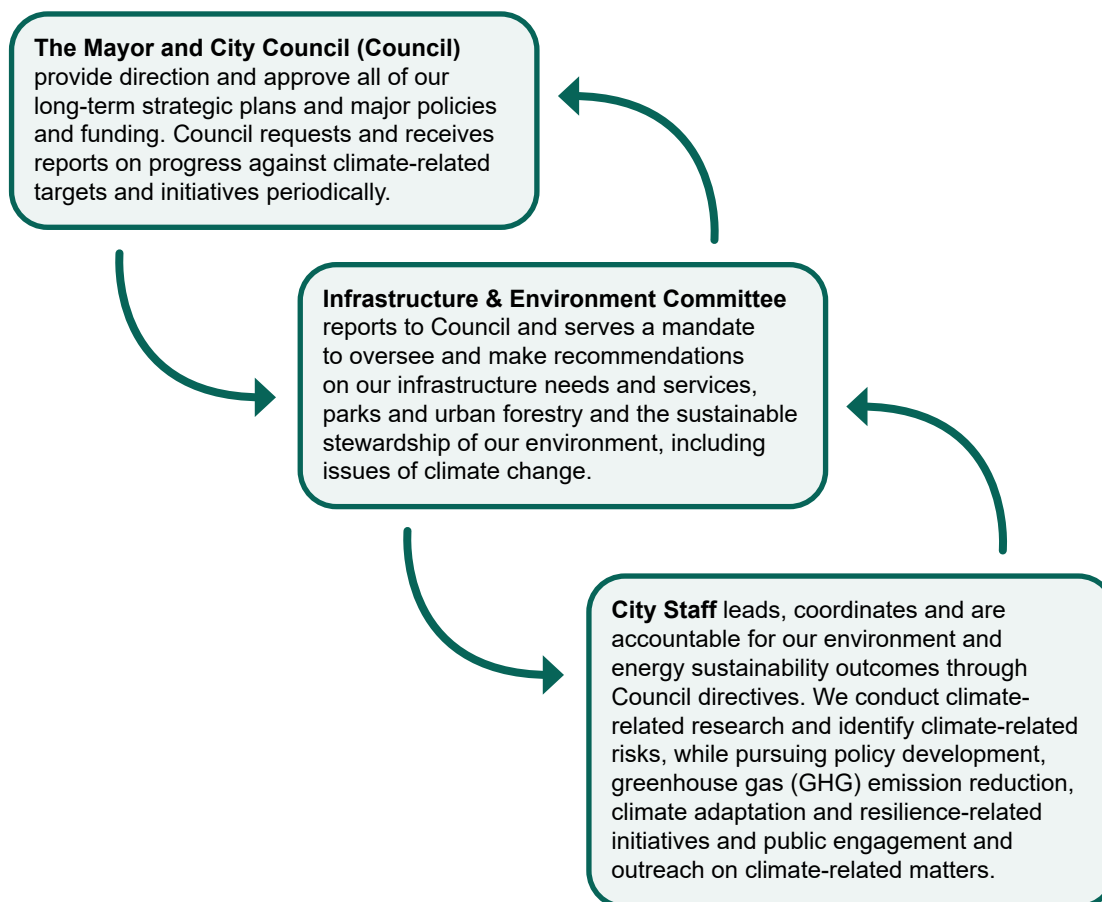 The Mayor and City Council (Council)
provide direction and approve all of our
long-term strategic plans and major policies
and funding. Council requests and receives
reports on progress against climate-related
targets and initiatives periodically.
Infrastructure & Environment Committee
reports to Council and serves a mandate
to oversee and make recommendations
on our infrastructure needs and services,
parks and urban forestry and the sustainable
stewardship of our environment, including
issues of climate change.
City Staff leads, coordinates and are
accountable for our environment and
energy sustainability outcomes through
Council directives. We conduct climate-
related research and identify climate-related
risks, while pursuing policy development,
greenhouse gas (GHG) emission reduction,
climate adaptation and resilience-related
initiatives and public engagement and
outreach on climate-related matters.